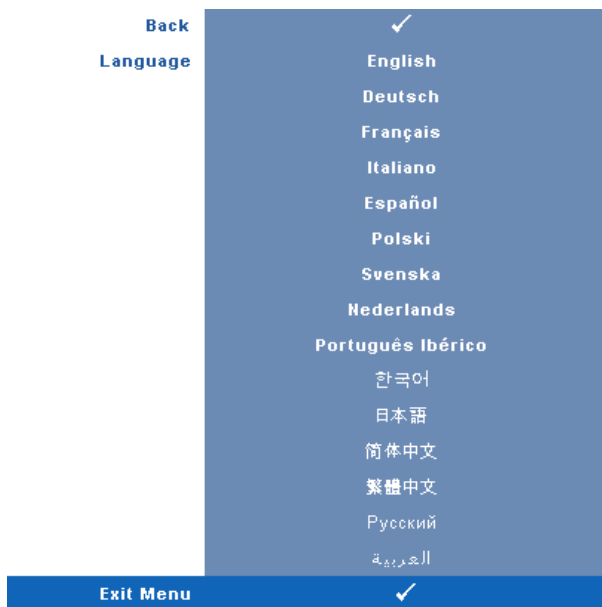 Back ✓
Language English
Deutsch
Français
Italiano
Español
Polski
Svenska
Nederlands
Português Ibérico
한국어
日本語
简体中文
繁體中文
Русский
العربية
Exit Menu ✓